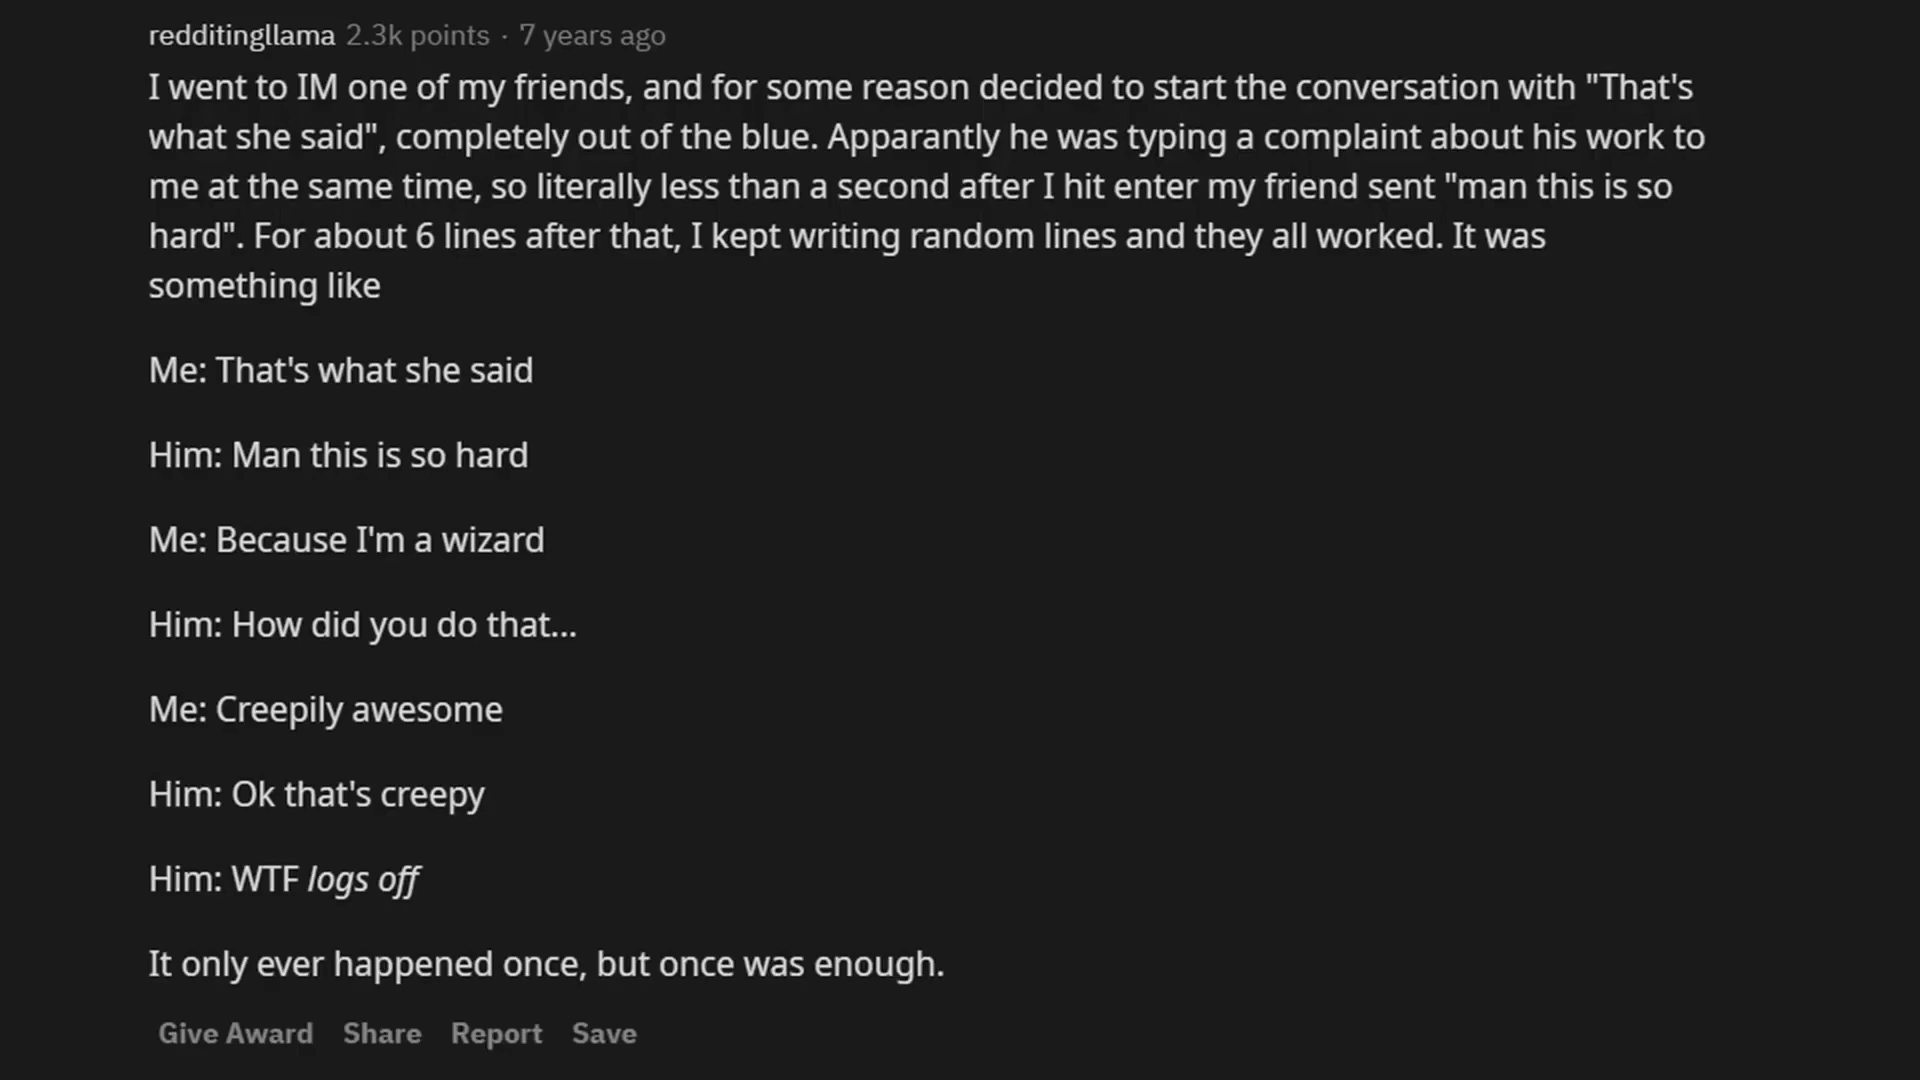 redditingllama 2.3k points · 7 years ago
I went to IM one of my friends, and for some reason decided to start the conversation with "That's
what she said", completely out of the blue. Apparantly he was typing a complaint about his work to
me at the same time, so literally less than a second after I hit enter my friend sent "man this is so
hard". For about 6 lines after that, I kept writing random lines and they all worked. It was
something like
Me: That's what she said
Him: Man this is so hard
Me: Because I'm a wizard
Him: How did you do that...
Me: Creepily awesome
Him: Ok that's creepy
Him: WTF logs off
It only ever happened once, but once was enough.
Give Award Share Report Save